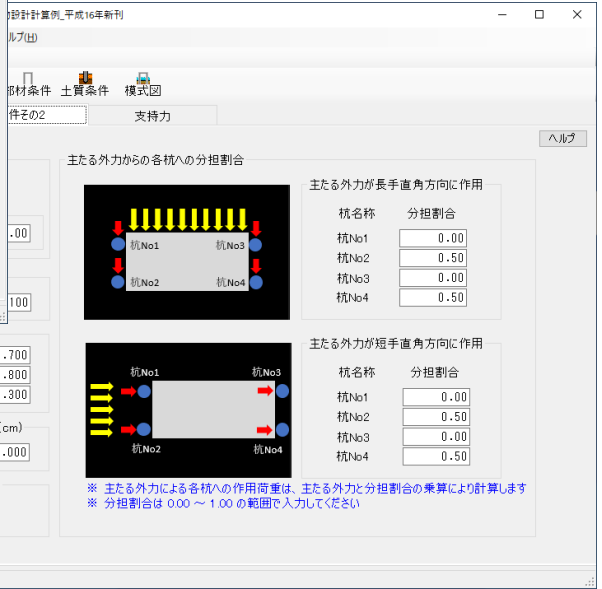 設計計算例_平成16年新刊
ルプ(H)
部材条件 土質条件 模式図
件その2 支持力
ヘルプ
主たる外力からの各杭への分担割合
主たる外力が長手直角方向に作用
杭名称 分担割合
杭No1 0.00
杭No2 0.50
杭No3 0.00
杭No4 0.50
杭No1 杭No3
杭No2 杭No4
.00
100
主たる外力が短手直角方向に作用
杭名称 分担割合
杭No1 0.00
杭No2 0.50
杭No3 0.00
杭No4 0.50
杭No1 杭No3
杭No2 杭No4
.700
.800
.300
(cm)
.000
※ 主たる外力による各杭への作用荷重は、主たる外力と分担割合の乗算により計算します
※ 分担割合は 0.00 ～ 1.00 の範囲で入力してください